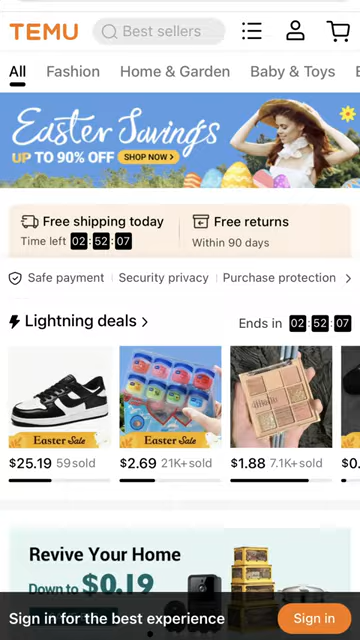 TEMU
Best sellers
All Fashion Home & Garden Baby & Toys
Easter Savings
UP TO 90% OFF SHOP NOW >
Free shipping today
Time left 02:52:07
Free returns
Within 90 days
Safe payment Security privacy Purchase protection >
Lightning deals >
Ends in 02:52:07
Easter Sale
Easter Sale
$25.19 59 sold
$2.69 21K+ sold
$1.88 7.1K+ sold
$0.
Revive Your Home
Down to $0.19
Sign in for the best experience
Sign in